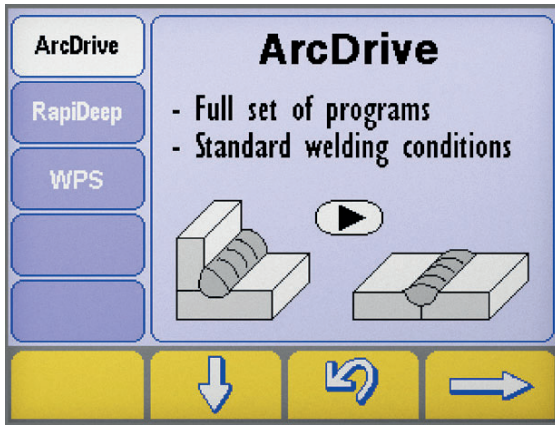 ArcDrive
RapiDeep
WPS
ArcDrive
- Full set of programs
- Standard welding conditions